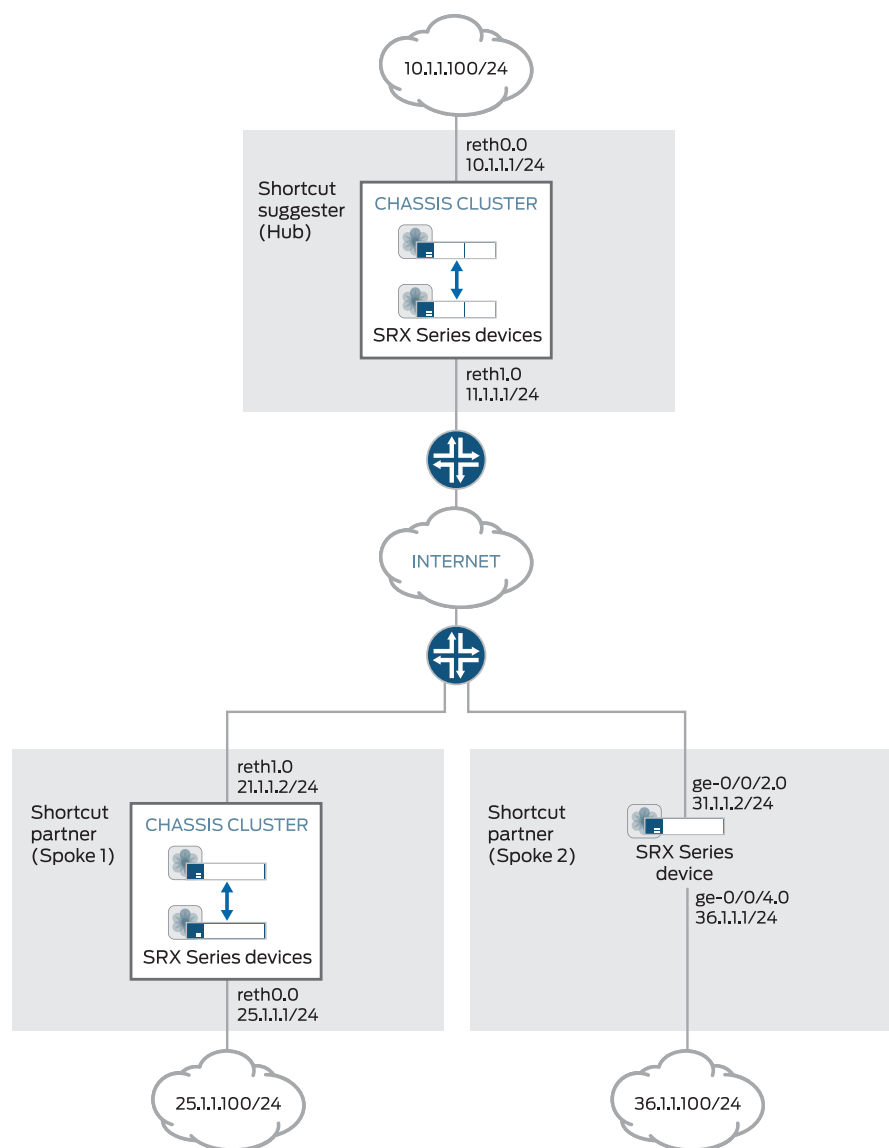 10.1.1.100/24
reth0.0
10.1.1.1/24
Shortcut
suggester
(Hub)
CHASSIS CLUSTER
SRX Series devices
reth1.0
11.1.1.1/24
INTERNET
reth1.0
21.1.1.2/24
Shortcut
partner
(Spoke 1)
CHASSIS CLUSTER
SRX Series devices
reth0.0
25.1.1.1/24
25.1.1.100/24
ge-0/0/2.0
31.1.1.2/24
Shortcut
partner
(Spoke 2)
SRX Series
device
ge-0/0/4.0
36.1.1.1/24
36.1.1.100/24